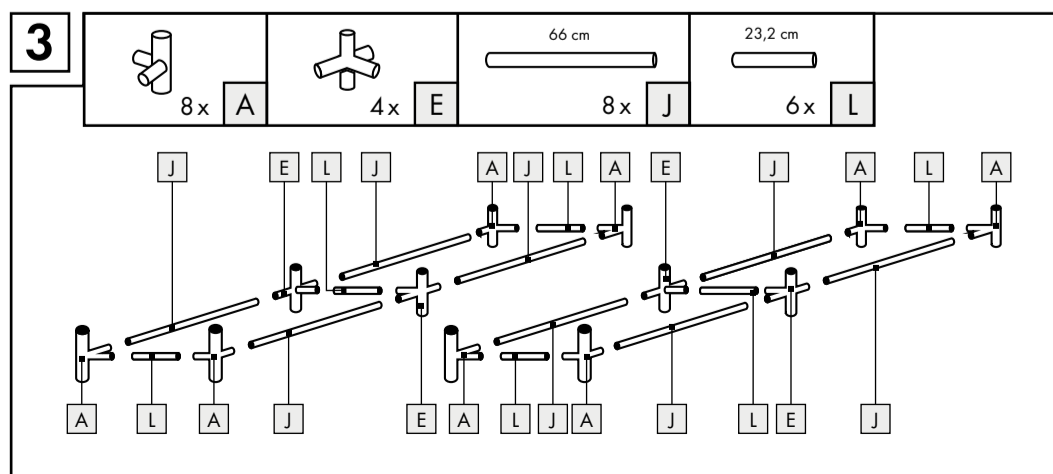 3
66 cm
23,2 cm
8 x A
4 x E
8 x J
6 x L
J E L J A J L A E J A L A
A L A J E A L J A J L E J